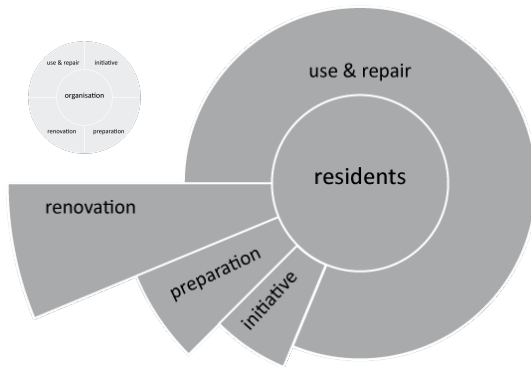 use & repair
initiative
organisation
renovation
preparation
use & repair
residents
renovation
preparation
initiative